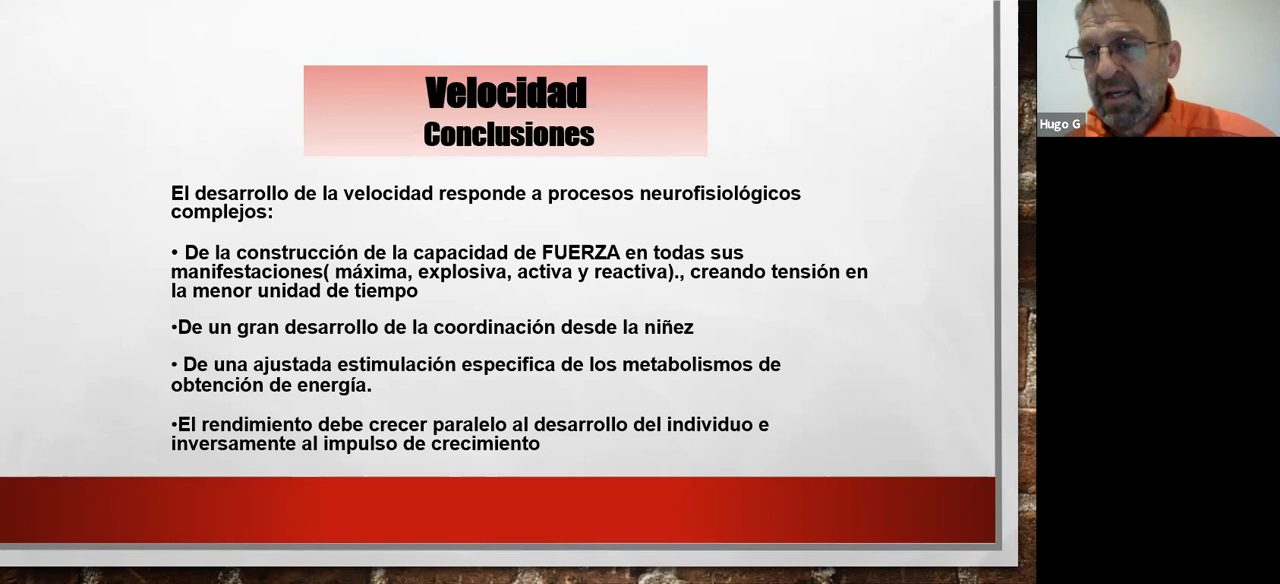 Velocidad
Conclusiones
El desarrollo de la velocidad responde a procesos neurofisiológicos
complejos:
• De la construcción de la capacidad de FUERZA en todas sus
manifestaciones( máxima, explosiva, activa y reactiva)., creando tensión en
la menor unidad de tiempo
•De un gran desarrollo de la coordinación desde la niñez
• De una ajustada estimulación especifica de los metabolismos de
obtención de energía.
•El rendimiento debe crecer paralelo al desarrollo del individuo e
inversamente al impulso de crecimiento
Hugo G